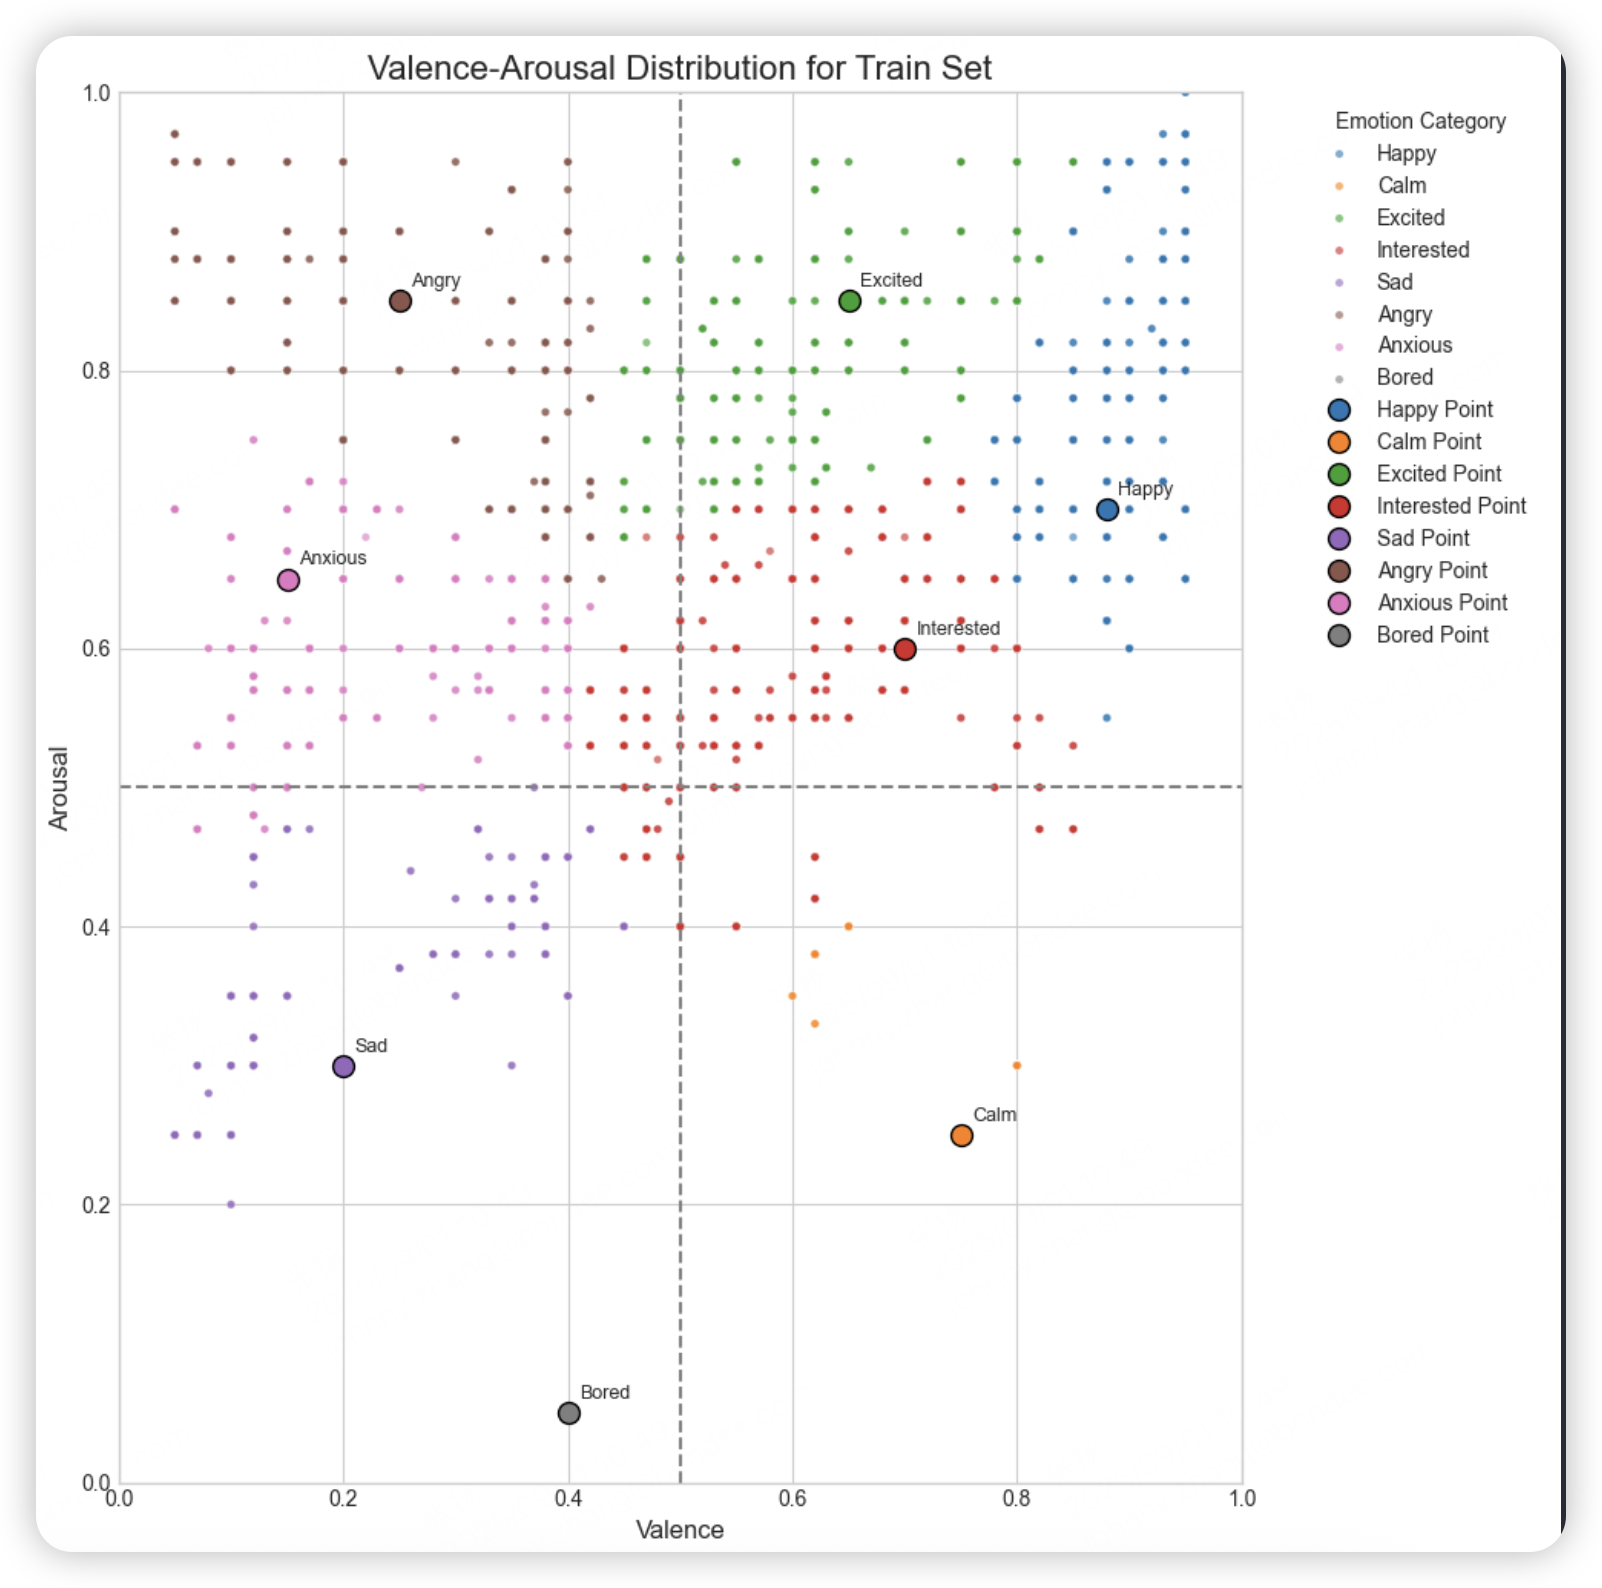 Valence-Arousal Distribution for Train Set
1.0
0.8
0.6
0.4
0.2
0.0
Arousal
0.0 0.2 0.4 0.6 0.8 1.0
Valence
Angry
Excited
Happy
Anxious
Interested
Sad
Calm
Bored
Emotion Category
Happy
Calm
Excited
Interested
Sad
Angry
Anxious
Bored
Happy Point
Calm Point
Excited Point
Interested Point
Sad Point
Angry Point
Anxious Point
Bored Point